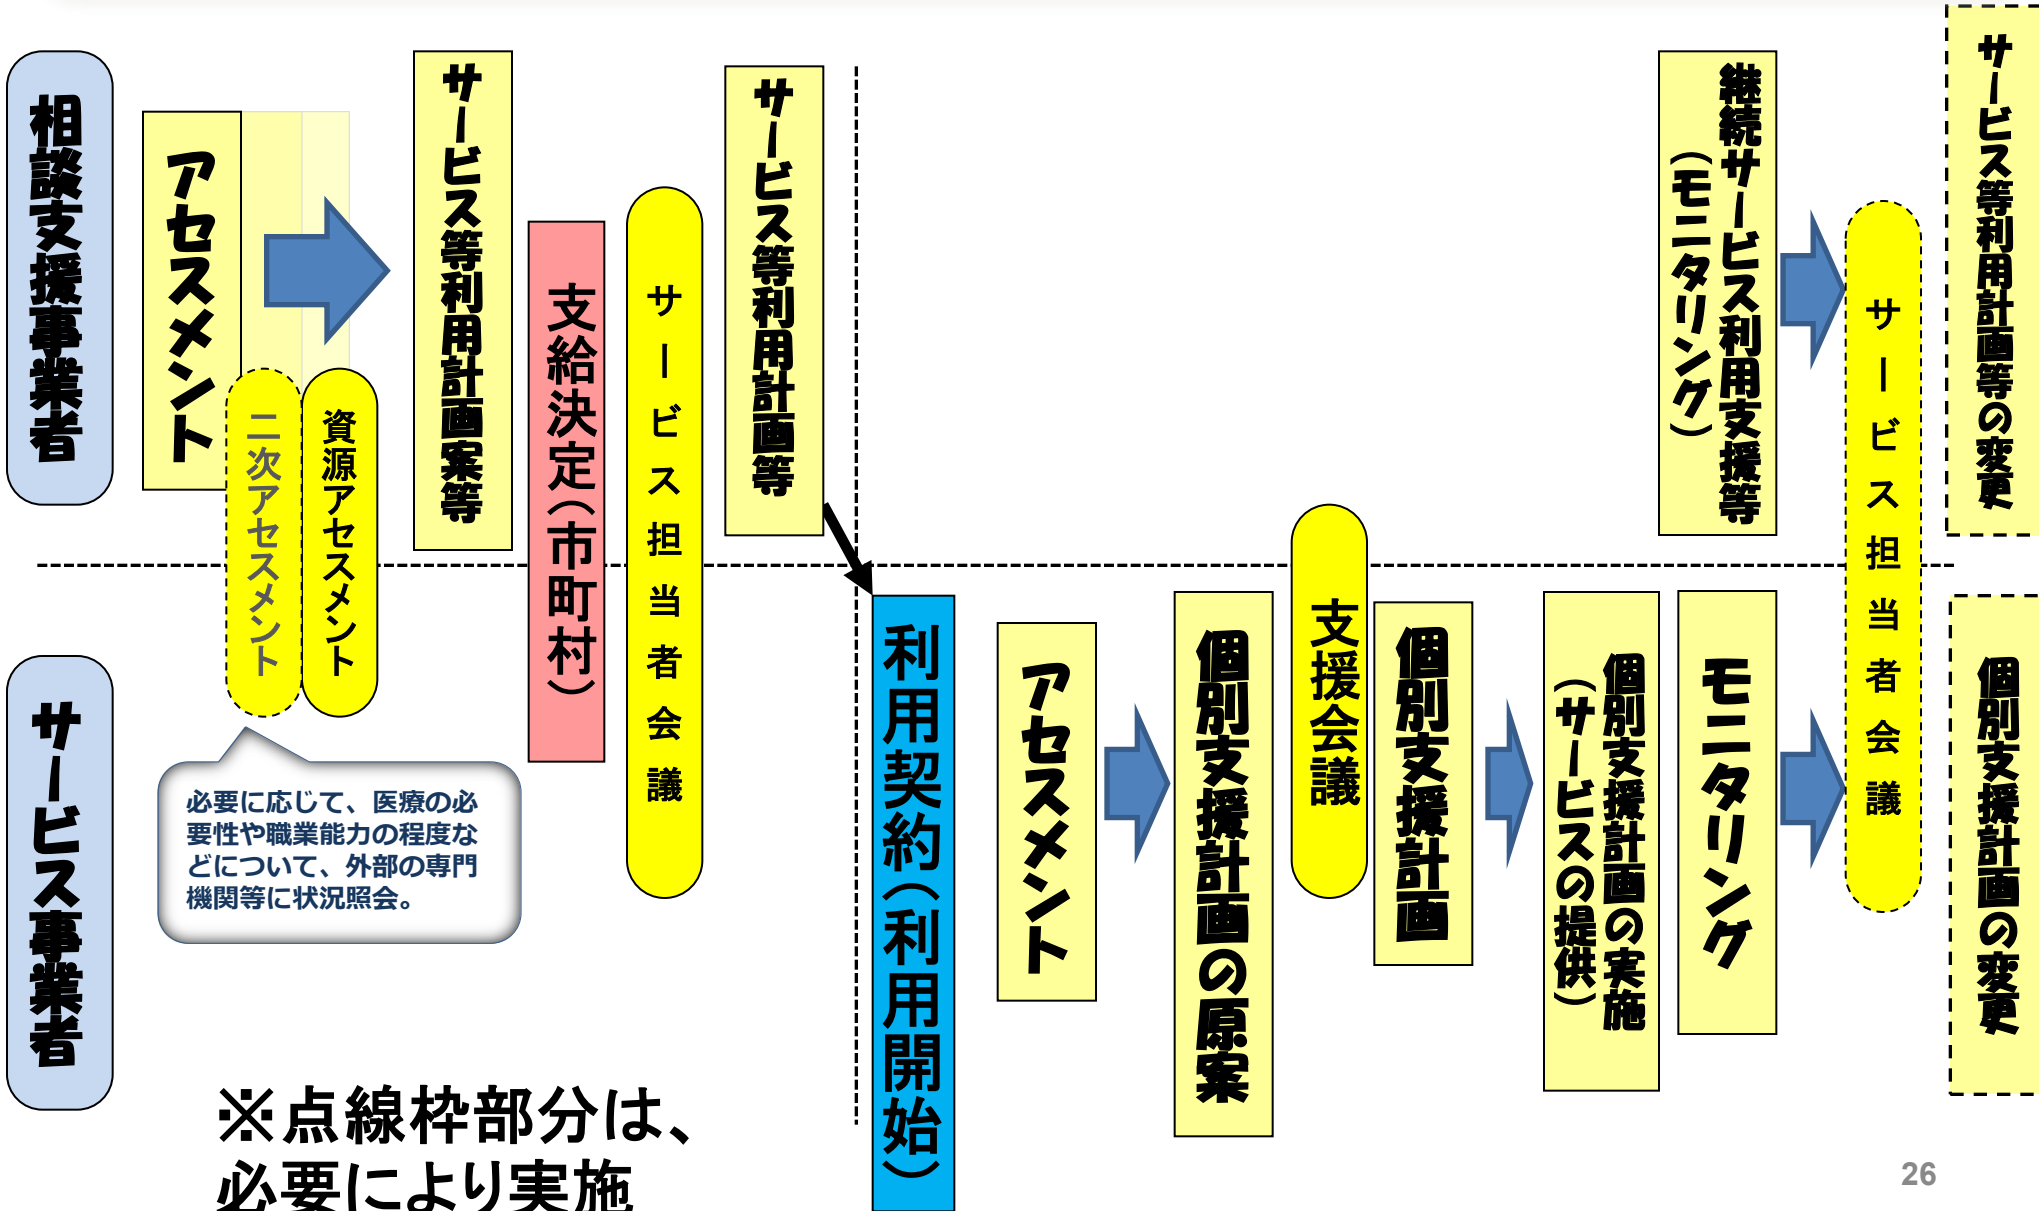 相談支援事業者
アセスメント
二次アセスメント
資源アセスメント
サービス等利用計画案等
支給決定(市町村)
サービス担当者会議
サービス等利用計画等
継続サービス利用支援等
(モニタリング)
サービス担当者会議
サービス等利用計画等の変更
サービス事業者
必要に応じて、医療の必
要性や職業能力の程度な
どについて、外部の専門
機関等に状況照会。
利用契約(利用開始)
アセスメント
個別支援計画の原案
支援会議
個別支援計画
個別支援計画の実施
(サービスの提供)
モニタリング
個別支援計画の変更
※点線枠部分は、
必要により実施
26